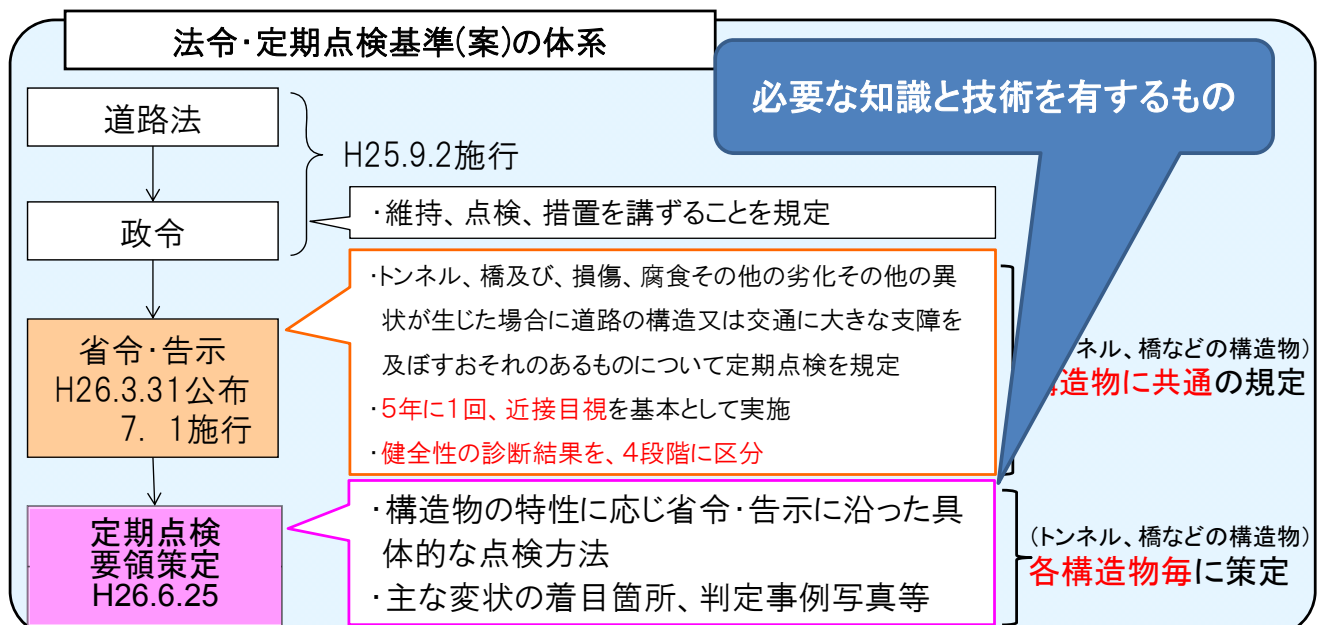 法令・定期点検基準(案)の体系
必要な知識と技術を有するもの
道路法
H25.9.2施行
政令
・維持、点検、措置を講ずることを規定
省令・告示
H26.3.31公布
7. 1施行
・トンネル、橋及び、損傷、腐食その他の劣化その他の異
状が生じた場合に道路の構造又は交通に大きな支障を
及ぼすおそれのあるものについて定期点検を規定
・5年に1回、近接目視を基本として実施
・健全性の診断結果を、4段階に区分
ネル、橋などの構造物)
造物に共通の規定
定期点検
要領策定
H26.6.25
・構造物の特性に応じ省令・告示に沿った具
体的な点検方法
・主な変状の着目箇所、判定事例写真等
(トンネル、橋などの構造物)
各構造物毎に策定